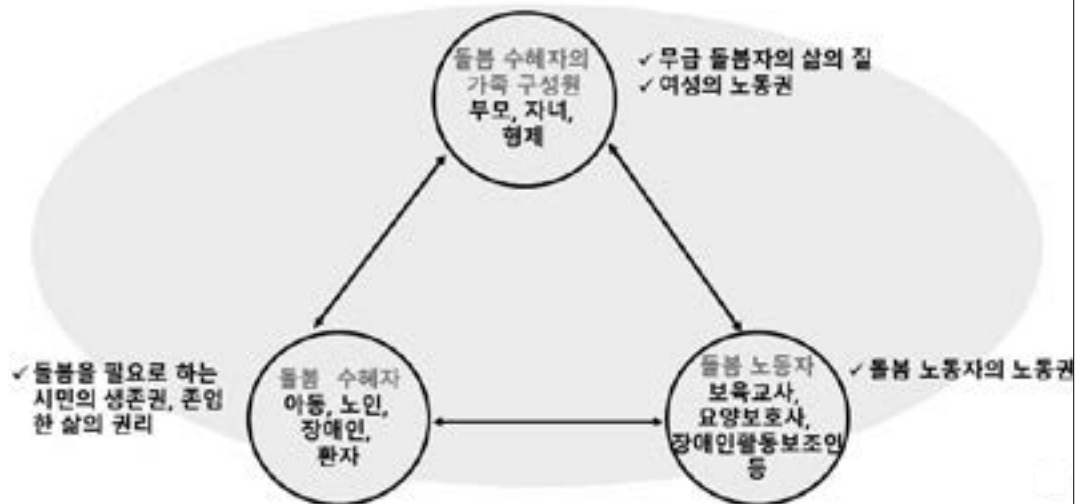 돌봄 수혜자의
가족 구성원
부모, 자녀,
형제
✓ 무급 돌봄자의 삶의 질
✓ 여성의 노동권
✓ 돌봄을 필요로 하는
시민의 생존권, 존엄
한 삶의 권리
돌봄 수혜자
아동, 노인,
장애인,
환자
돌봄 노동자
보육교사,
요양보호사,
장애인활동보조인
등
✓ 돌봄 노동자의 노동권